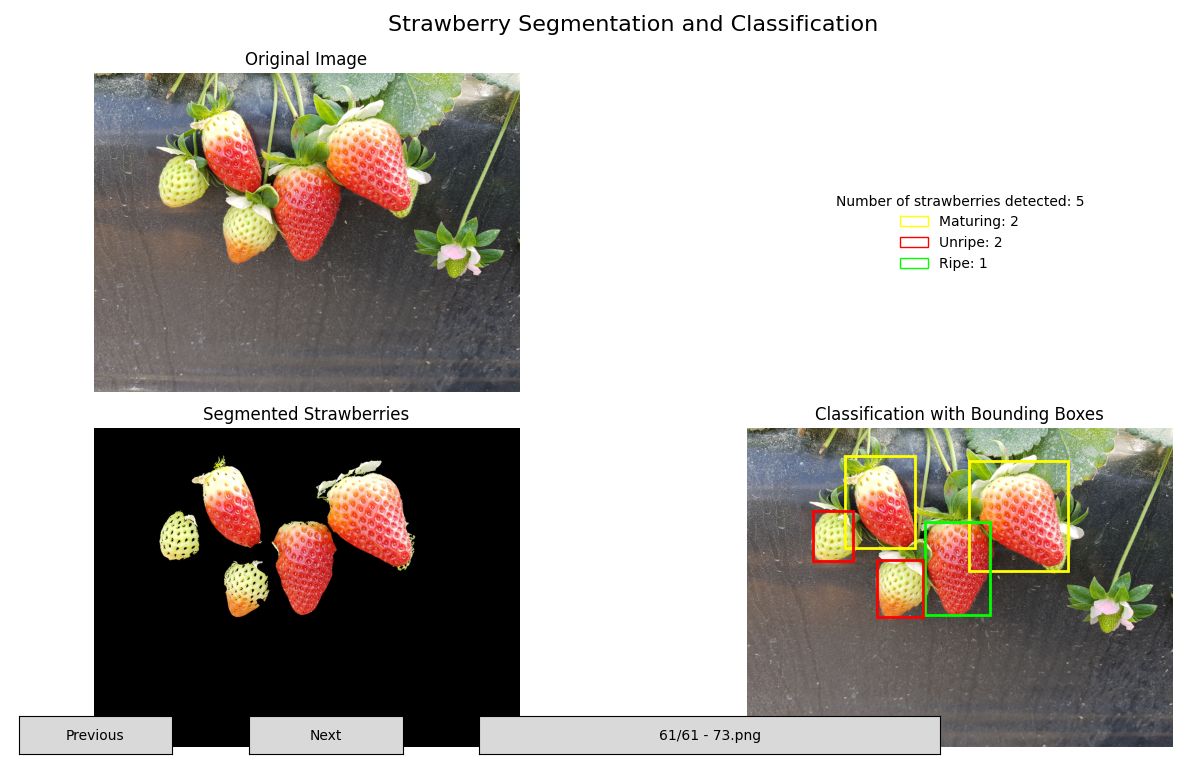 Strawberry Segmentation and Classification
Original Image
Number of strawberries detected: 5
Maturing: 2
Unripe: 2
Ripe: 1
Segmented Strawberries
Classification with Bounding Boxes
Previous
Next
61/61 - 73.png